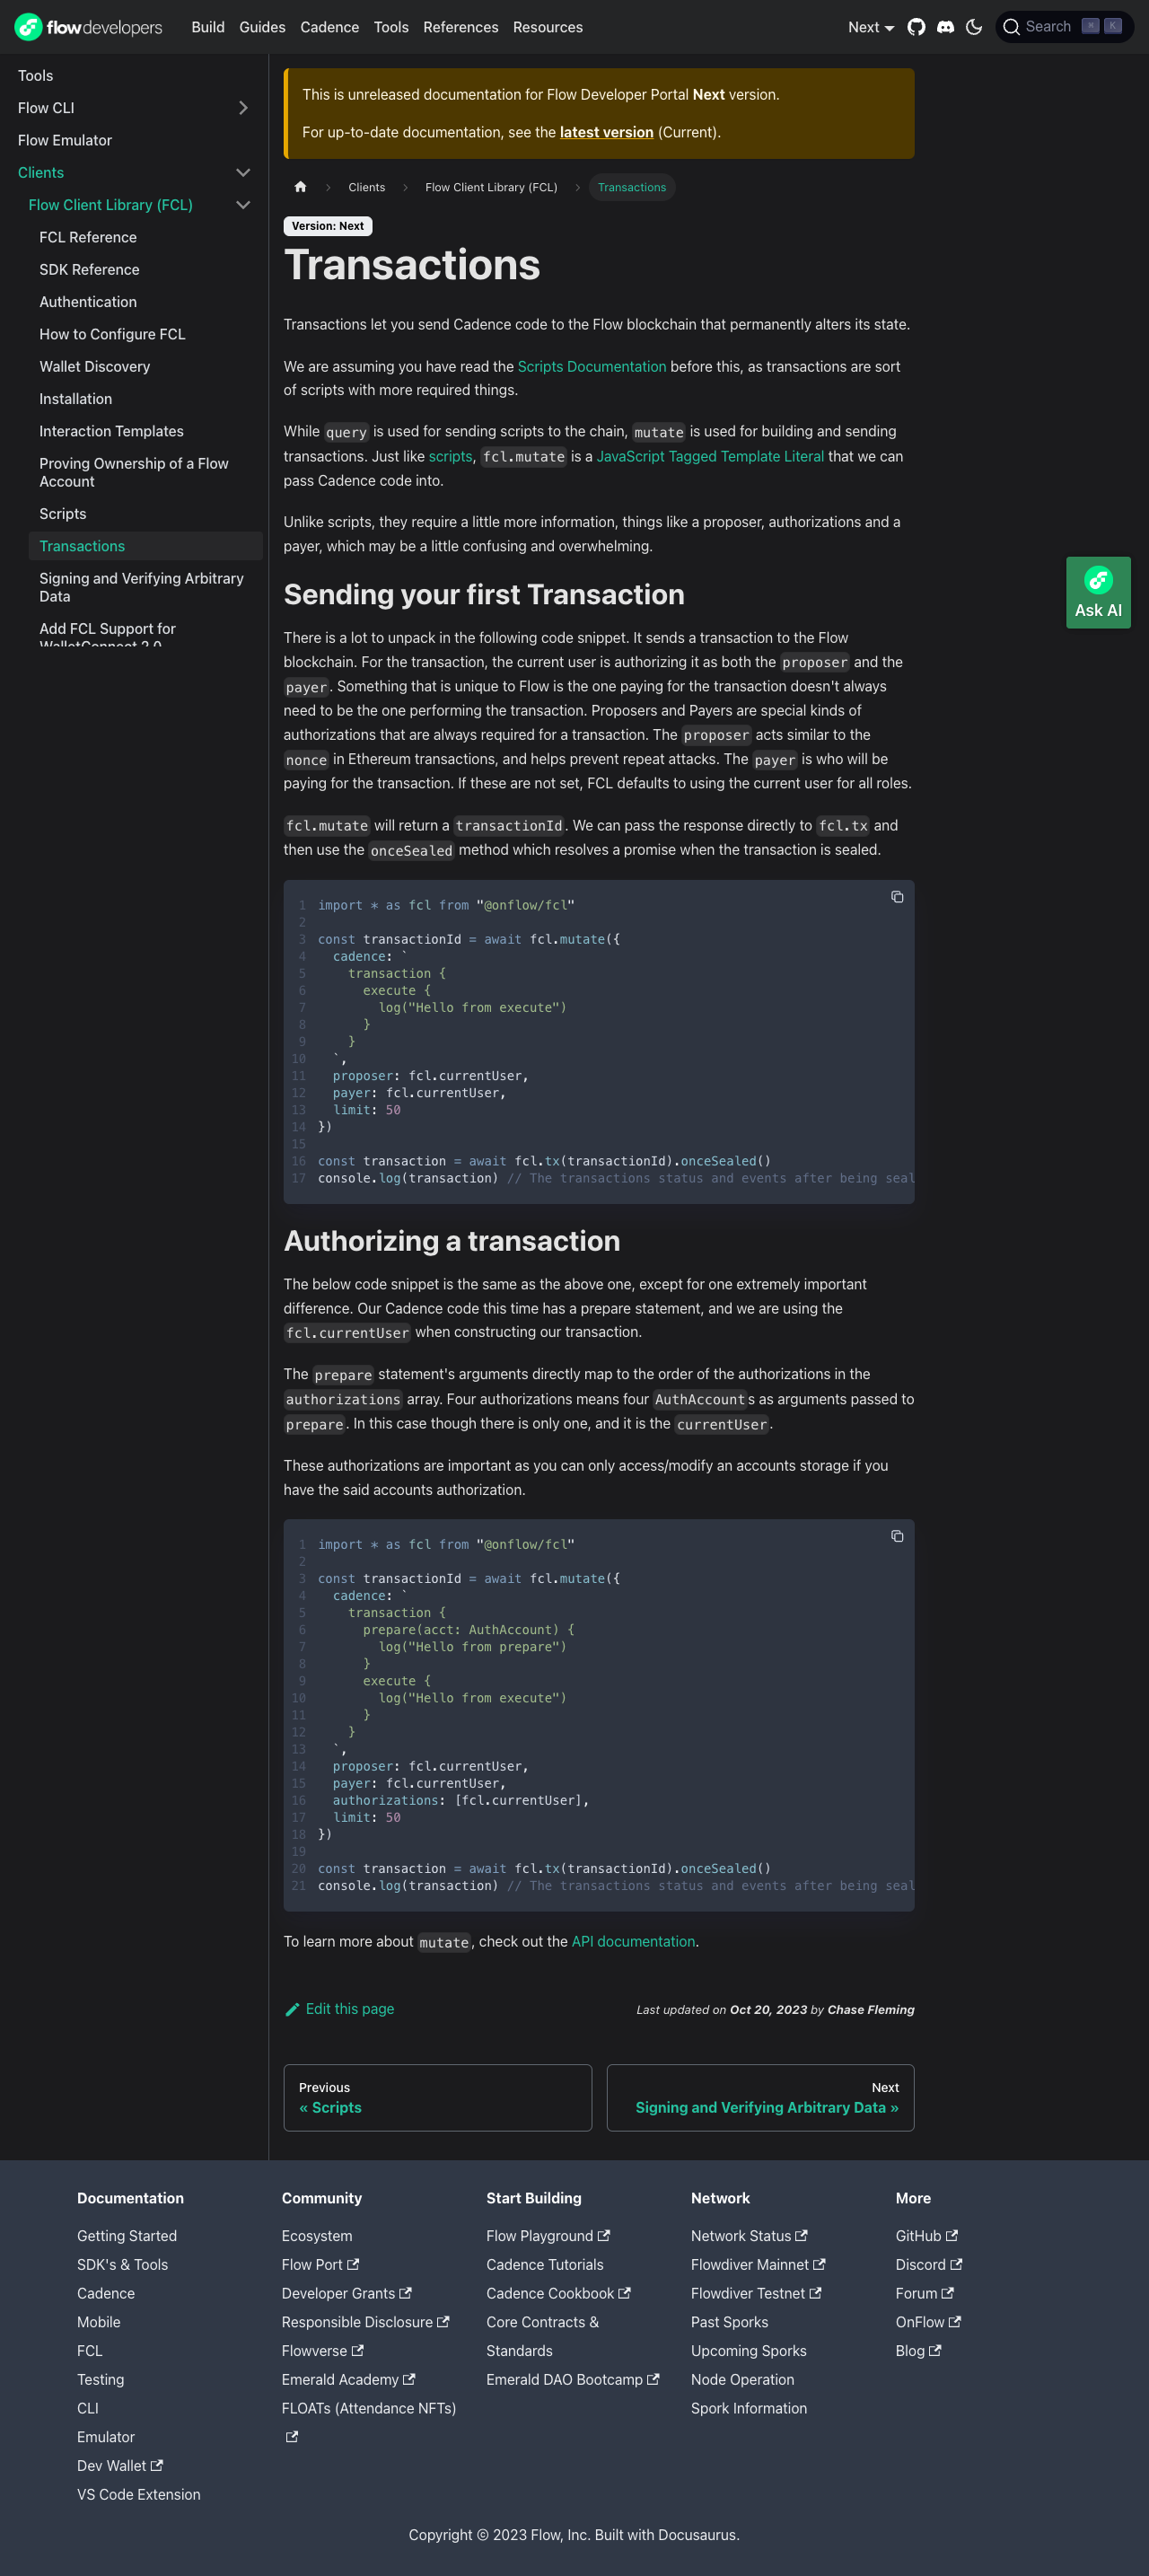 flowdevelopers
Build Guides Cadence Tools References Resources
Next
Search ⌘ K
Tools
Flow CLI
Flow Emulator
Clients
Flow Client Library (FCL)
FCL Reference
SDK Reference
Authentication
How to Configure FCL
Wallet Discovery
Installation
Interaction Templates
Proving Ownership of a Flow
Account
Scripts
Transactions
Signing and Verifying Arbitrary
Data
Add FCL Support for
WalletConnect 2.0
This is unreleased documentation for Flow Developer Portal Next version.
For up-to-date documentation, see the latest version (Current).
Clients
Flow Client Library (FCL)
Transactions
Version: Next
Transactions
Transactions let you send Cadence code to the Flow blockchain that permanently alters its state.
We are assuming you have read the Scripts Documentation before this, as transactions are sort
of scripts with more required things.
While query is used for sending scripts to the chain, mutate is used for building and sending
transactions. Just like scripts, fcl.mutate is a JavaScript Tagged Template Literal that we can
pass Cadence code into.
Unlike scripts, they require a little more information, things like a proposer, authorizations and a
payer, which may be a little confusing and overwhelming.
Sending your first Transaction
There is a lot to unpack in the following code snippet. It sends a transaction to the Flow
blockchain. For the transaction, the current user is authorizing it as both the proposer and the
payer. Something that is unique to Flow is the one paying for the transaction doesn't always
need to be the one performing the transaction. Proposers and Payers are special kinds of
authorizations that are always required for a transaction. The proposer acts similar to the
nonce in Ethereum transactions, and helps prevent repeat attacks. The payer is who will be
paying for the transaction. If these are not set, FCL defaults to using the current user for all roles.
fcl.mutate will return a transactionId. We can pass the response directly to fcl.tx and
then use the onceSealed method which resolves a promise when the transaction is sealed.
1 import * as fcl from "@onflow/fcl"
2
3 const transactionId = await fcl.mutate({
4   cadence: `
5     transaction {
6       execute {
7         log("Hello from execute")
8       }
9     }
10   `,
11   proposer: fcl.currentUser,
12   payer: fcl.currentUser,
13   limit: 50
14 })
15
16 const transaction = await fcl.tx(transactionId).onceSealed()
17 console.log(transaction) // The transactions status and events after being seal
Authorizing a transaction
The below code snippet is the same as the above one, except for one extremely important
difference. Our Cadence code this time has a prepare statement, and we are using the
fcl.currentUser when constructing our transaction.
The prepare statement's arguments directly map to the order of the authorizations in the
authorizations array. Four authorizations means four AuthAccounts as arguments passed to
prepare. In this case though there is only one, and it is the currentUser.
These authorizations are important as you can only access/modify an accounts storage if you
have the said accounts authorization.
1 import * as fcl from "@onflow/fcl"
2
3 const transactionId = await fcl.mutate({
4   cadence: `
5     transaction {
6       prepare(acct: AuthAccount) {
7         log("Hello from prepare")
8       }
9       execute {
10         log("Hello from execute")
11       }
12     }
13   `,
14   proposer: fcl.currentUser,
15   payer: fcl.currentUser,
16   authorizations: [fcl.currentUser],
17   limit: 50
18 })
19
20 const transaction = await fcl.tx(transactionId).onceSealed()
21 console.log(transaction) // The transactions status and events after being seal
To learn more about mutate, check out the API documentation.
Edit this page
Last updated on Oct 20, 2023 by Chase Fleming
Previous
« Scripts
Next
Signing and Verifying Arbitrary Data »
Ask AI
Documentation
Getting Started
SDK's & Tools
Cadence
Mobile
FCL
Testing
CLI
Emulator
Dev Wallet
VS Code Extension
Community
Ecosystem
Flow Port
Developer Grants
Responsible Disclosure
Flowverse
Emerald Academy
FLOATs (Attendance NFTs)
Start Building
Flow Playground
Cadence Tutorials
Cadence Cookbook
Core Contracts &
Standards
Emerald DAO Bootcamp
Network
Network Status
Flowdiver Mainnet
Flowdiver Testnet
Past Sporks
Upcoming Sporks
Node Operation
Spork Information
More
GitHub
Discord
Forum
OnFlow
Blog
Copyright © 2023 Flow, Inc. Built with Docusaurus.